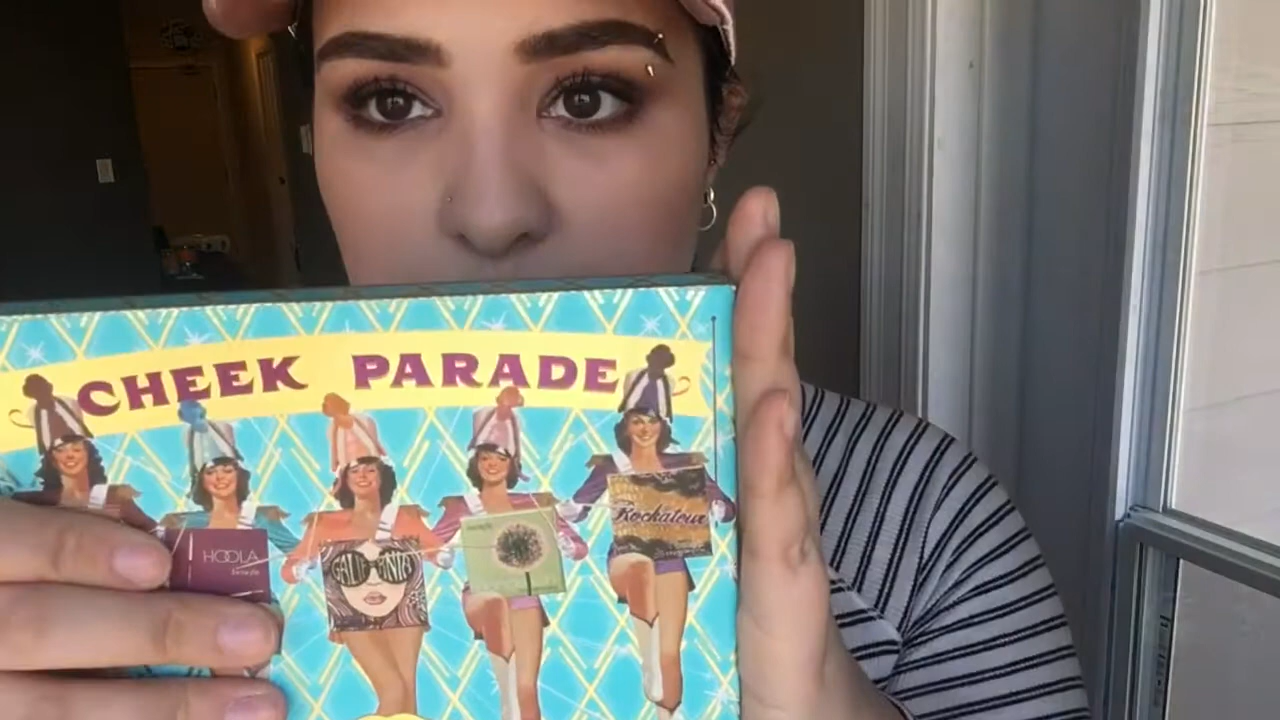 CHEEK PARADE
HOOLA
benefit
GALIFORNIA
Rockateur